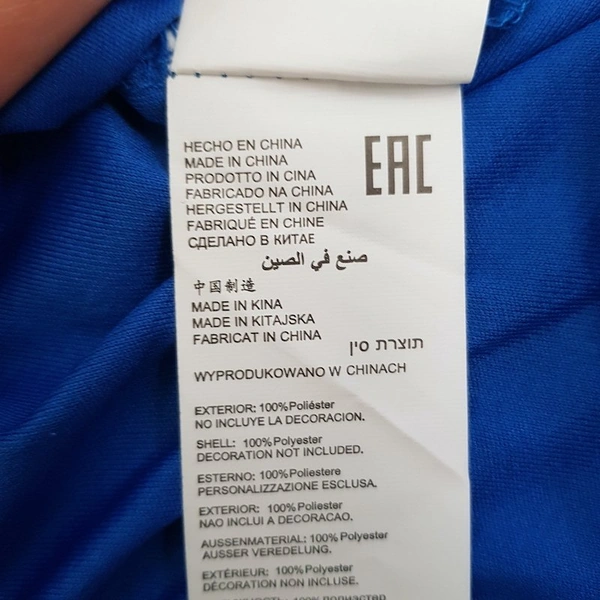 HECHO EN CHINA
MADE IN CHINA
PRODOTTO IN CINA
FABRICADO NA CHINA
HERGESTELLT IN CHINA
FABRIQUÉ EN CHINE
СДЕЛАНО В КИТАЕ
EAC
صنع في الصين
中国制造
MADE IN KINA
MADE IN KITAJSKA
FABRICAT IN CHINA
תוצרת סין
WYPRODUKOWANO W CHINACH
EXTERIOR: 100%Poliéster
NO INCLUYE LA DECORACION.
SHELL: 100%Polyester
DECORATION NOT INCLUDED.
ESTERNO: 100%Poliestere
PERSONALIZZAZIONE ESCLUSA.
EXTERIOR: 100%Poliester
NAO INCLUI A DECORACAO.
AUSSENMATERIAL: 100%Polyester
AUSSER VEREDELUNG.
EXTÉRIEUR: 100%Polyester
DÉCORATION NON INCLUSE.